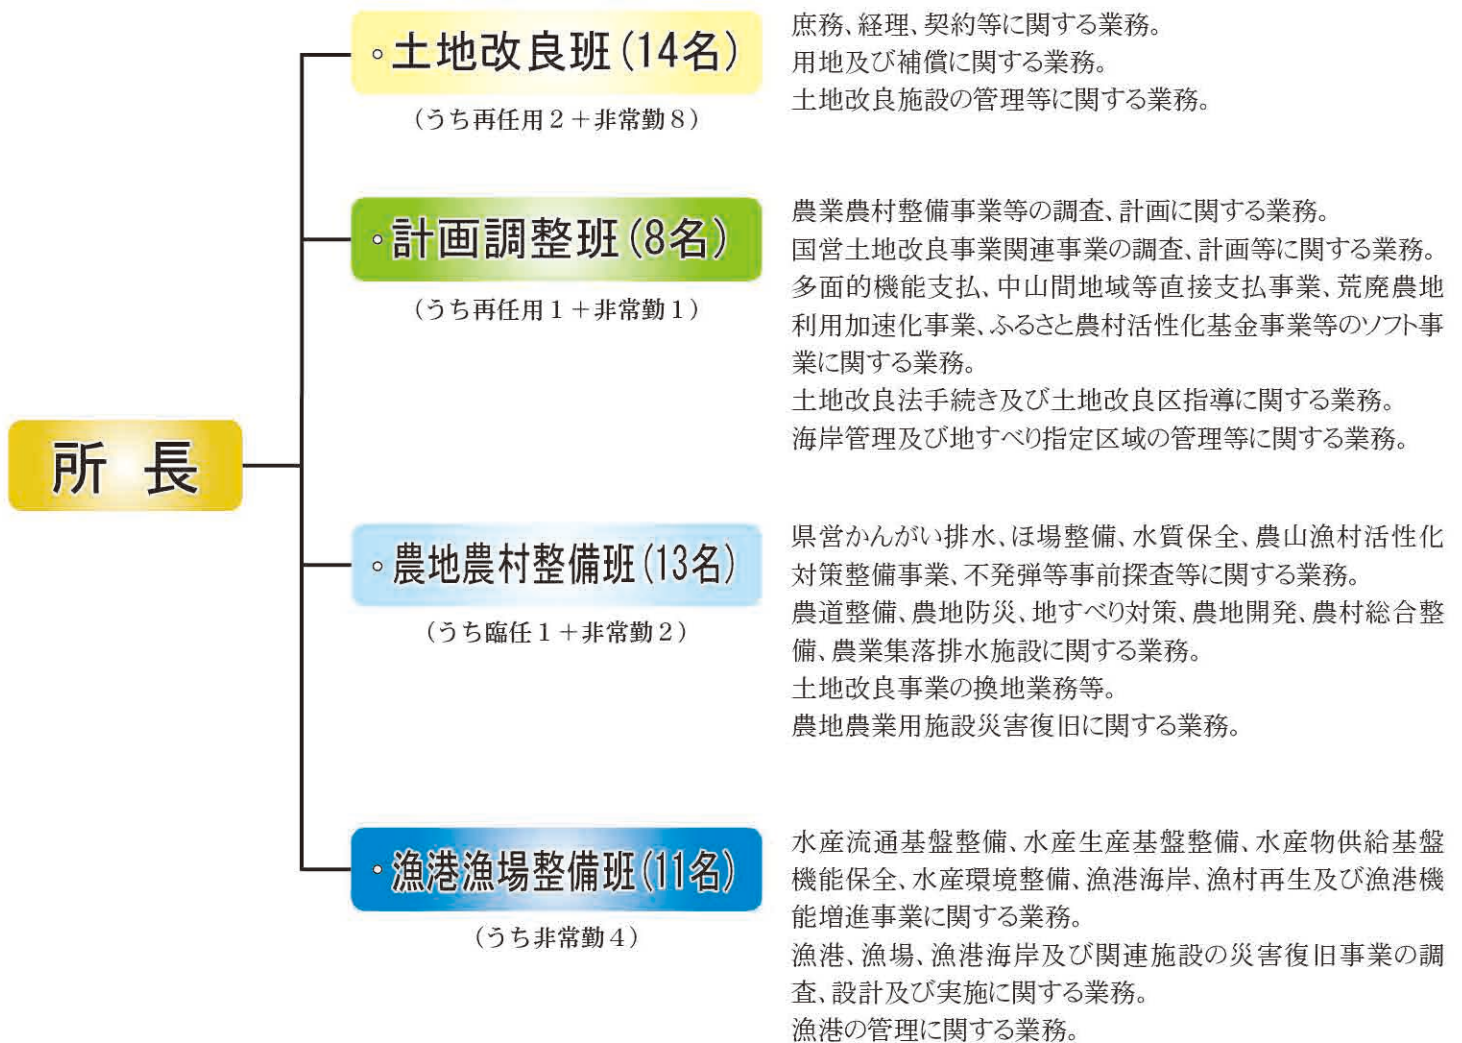 土地改良班(14名)
(うち再任用2+非常勤8)
庶務、経理、契約等に関する業務。
用地及び補償に関する業務。
土地改良施設の管理等に関する業務。
計画調整班(8名)
(うち再任用1+非常勤1)
農業農村整備事業等の調査、計画に関する業務。
国営土地改良事業関連事業の調査、計画等に関する業務。
多面的機能支払、中山間地域等直接支払事業、荒廃農地
利用加速化事業、ふるさと農村活性化基金事業等のソフト事
業に関する業務。
土地改良法手続き及び土地改良区指導に関する業務。
海岸管理及び地すべり指定区域の管理等に関する業務。
所 長
農地農村整備班(13名)
(うち臨任1+非常勤2)
県営かんがい排水、ほ場整備、水質保全、農山漁村活性化
対策整備事業、不発弾等事前探査等に関する業務。
農道整備、農地防災、地すべり対策、農地開発、農村総合整
備、農業集落排水施設に関する業務。
土地改良事業の換地業務等。
農地農業用施設災害復旧に関する業務。
漁港漁場整備班(11名)
(うち非常勤4)
水産流通基盤整備、水産生産基盤整備、水産物供給基盤
機能保全、水産環境整備、漁港海岸、漁村再生及び漁港機
能増進事業に関する業務。
漁港、漁場、漁港海岸及び関連施設の災害復旧事業の調
査、設計及び実施に関する業務。
漁港の管理に関する業務。